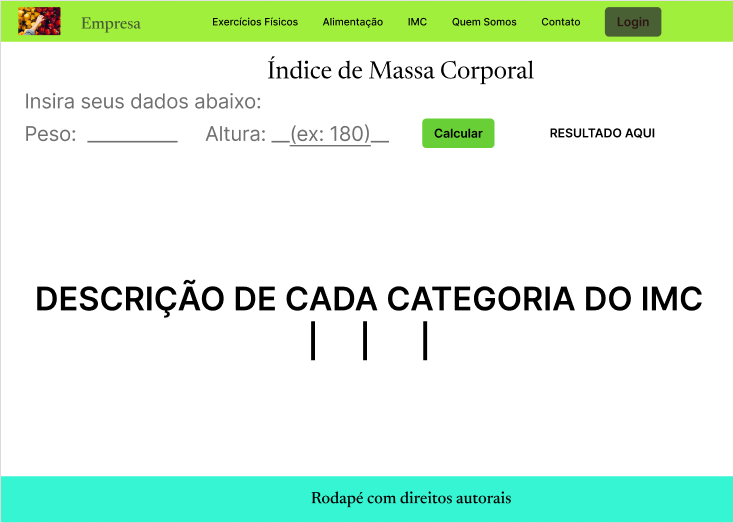 Empresa Exercícios Físicos Alimentação IMC Quem Somos Contato Login
Índice de Massa Corporal
Insira seus dados abaixo:
Peso: __________ Altura: __(ex: 180)__ Calcular RESULTADO AQUI
DESCRIÇÃO DE CADA CATEGORIA DO IMC
| | |
Rodapé com direitos autorais